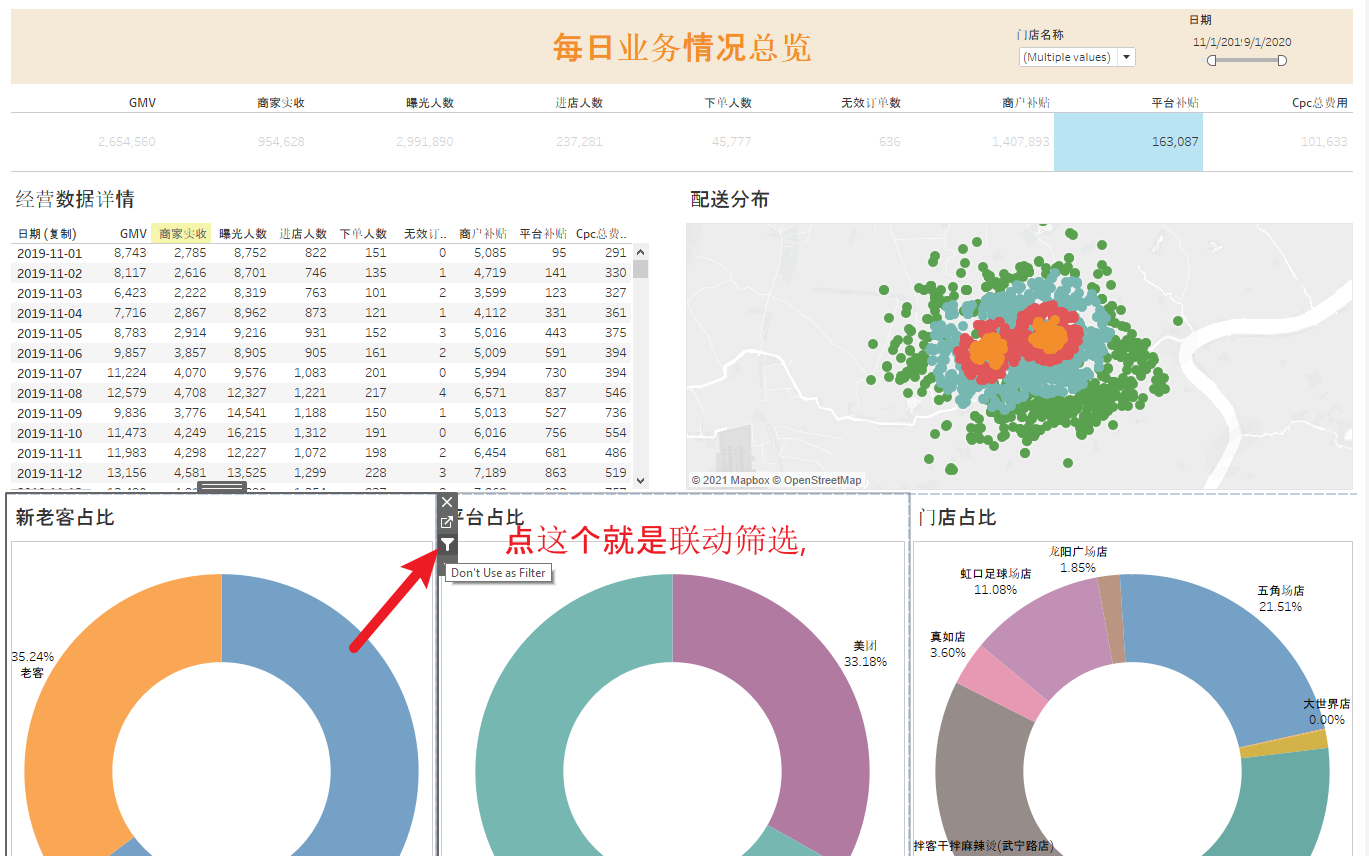 每日业务情况总览
门店名称
(Multiple values)
日期
9/1/2020
GMV 商家实收 曝光人数 进店人数 下单人数 无效订单数 商户补贴 平台补贴 Cpc总费用
2,654,560 954,628 2,991,890 237,281 45,777 636 1,407,893 163,087 101,633
经营数据详情
日期 (复制) GMV 商家实收 曝光人数 进店人数 下单人数 无效订.. 商户补贴 平台补贴 Cpc总费..
2019-11-01 8,743 2,785 8,752 822 151 0 5,085 95 291
2019-11-02 8,117 2,616 8,701 746 135 1 4,719 141 330
2019-11-03 6,423 2,222 8,319 763 101 2 3,599 123 327
2019-11-04 7,716 2,867 8,962 873 121 1 4,112 331 361
2019-11-05 8,783 2,914 9,216 931 152 3 5,016 443 375
2019-11-06 9,857 3,857 8,905 905 161 2 5,009 591 394
2019-11-07 11,224 4,070 9,576 1,083 201 0 5,994 730 394
2019-11-08 12,579 4,708 12,327 1,221 217 4 6,571 837 546
2019-11-09 9,836 3,776 14,541 1,188 150 1 5,013 527 736
2019-11-10 11,473 4,249 16,215 1,312 191 0 6,016 756 554
2019-11-11 11,983 4,298 12,227 1,072 198 2 6,454 681 486
2019-11-12 13,156 4,581 13,525 1,299 228 3 7,189 863 519
配送分布
© 2021 Mapbox © OpenStreetMap
新老客占比
35.24%
老客
平台占比
点这个就是联动筛选,
Don't Use as Filter
美团
33.18%
门店占比
龙阳广场店
1.85%
虹口足球场店
11.08%
五角场店
21.51%
真如店
3.60%
大世界店
0.00%
拌客干拌麻辣烫(武宁路店)